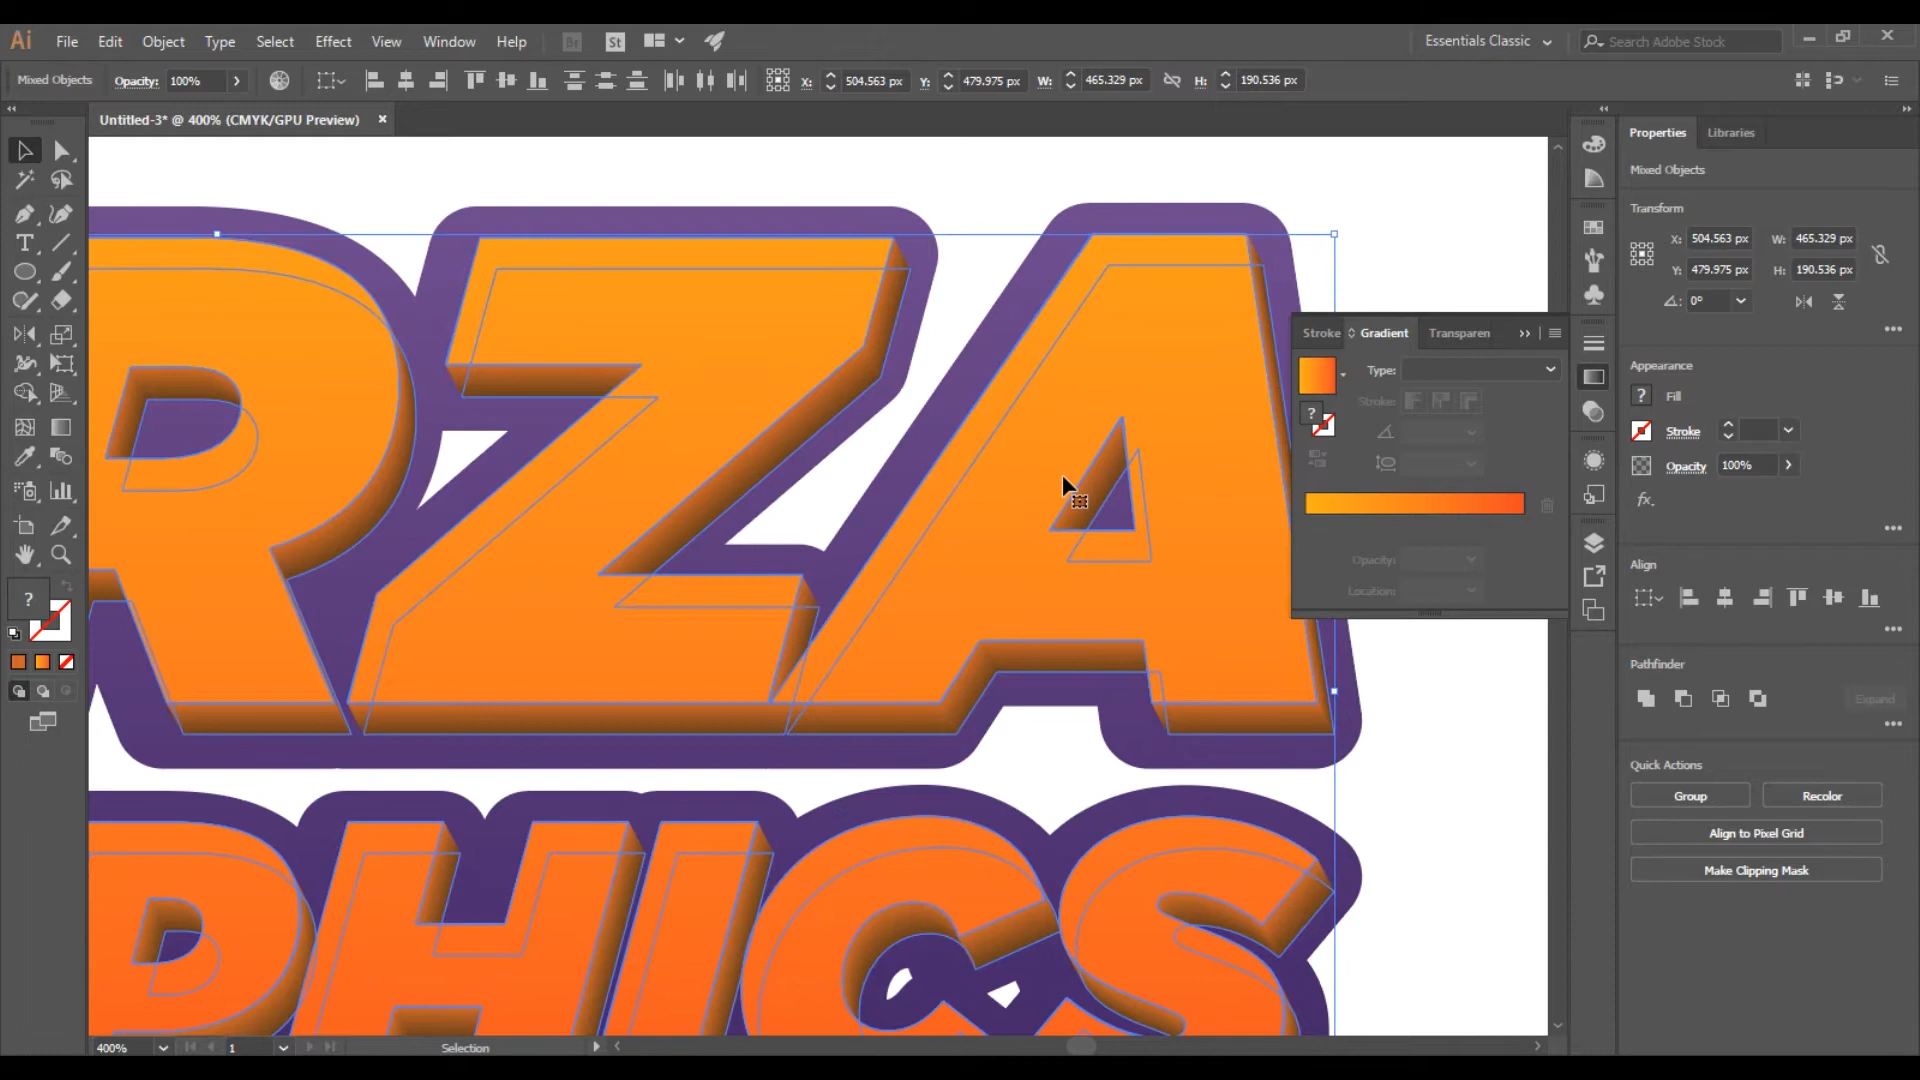 Ai File Edit Object Type Select Effect View Window Help Br St Essentials Classic Search Adobe Stock
Mixed Objects Opacity: 100% X: 504.563 px Y: 479.975 px W: 465.329 px H: 190.536 px
Untitled-3* @ 400% (CMYK/GPU Preview) ×
Properties Libraries
Mixed Objects
Transform
X: 504.563 px W: 465.329 px
Y: 479.975 px H: 190.536 px
0°
Appearance
? Fill
Stroke
Opacity 100%
fx.
Align
Pathfinder
Expand
Quick Actions
Group Recolor
Align to Pixel Grid
Make Clipping Mask
Stroke Gradient Transparen
Type:
Stroke:
?
Opacity:
Location:
T
?
RZA
PHICS
400% 1 Selection